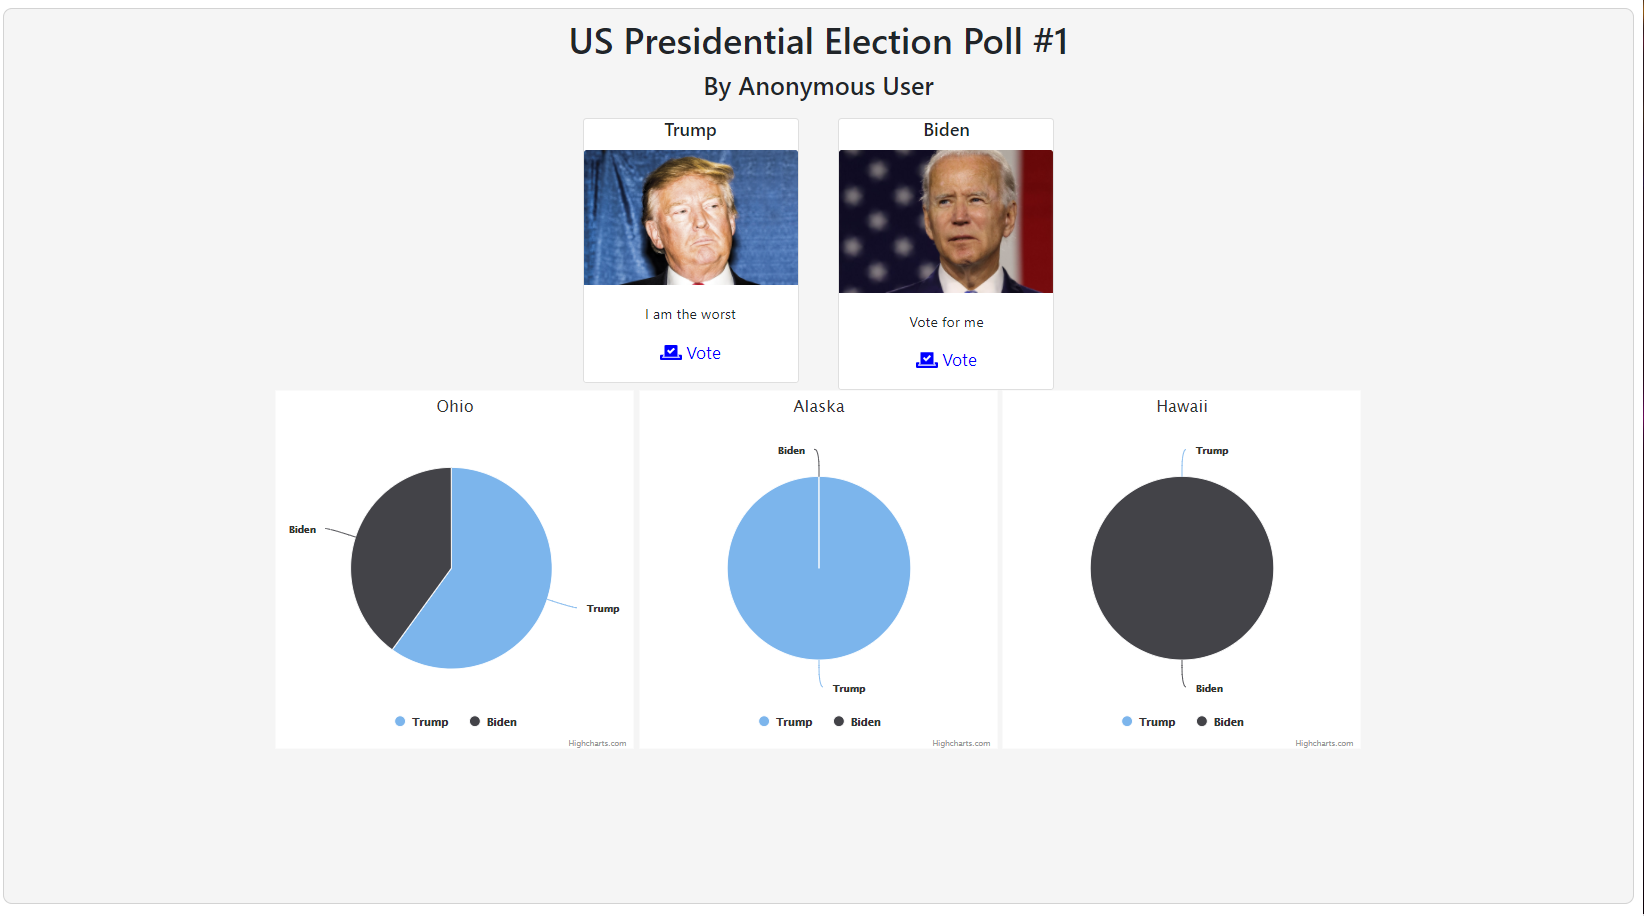 US Presidential Election Poll #1
By Anonymous User
Trump
Biden
I am the worst
Vote for me
Vote
Vote
Ohio
Alaska
Hawaii
Biden
Trump
Trump Biden
Highcharts.com
Biden
Trump
Trump Biden
Highcharts.com
Trump
Biden
Trump Biden
Highcharts.com